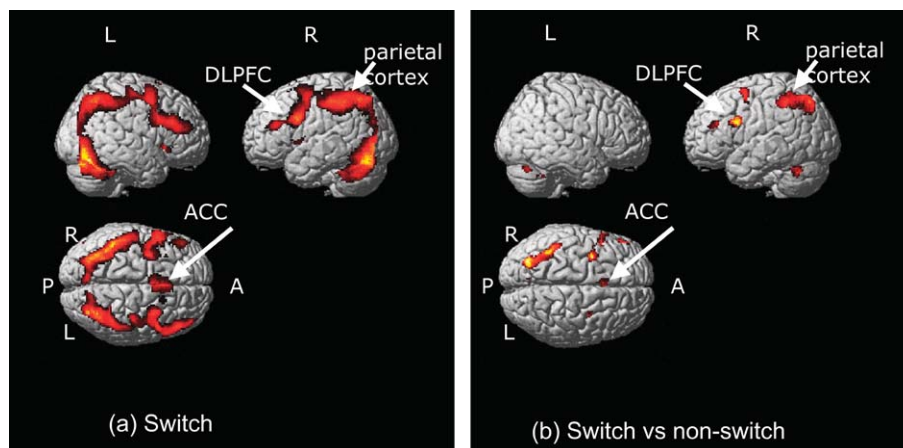 L
R
DLPFC
parietal
cortex
ACC
R
P
A
L
(a) Switch
L
R
DLPFC
parietal
cortex
ACC
R
P
A
L
(b) Switch vs non-switch